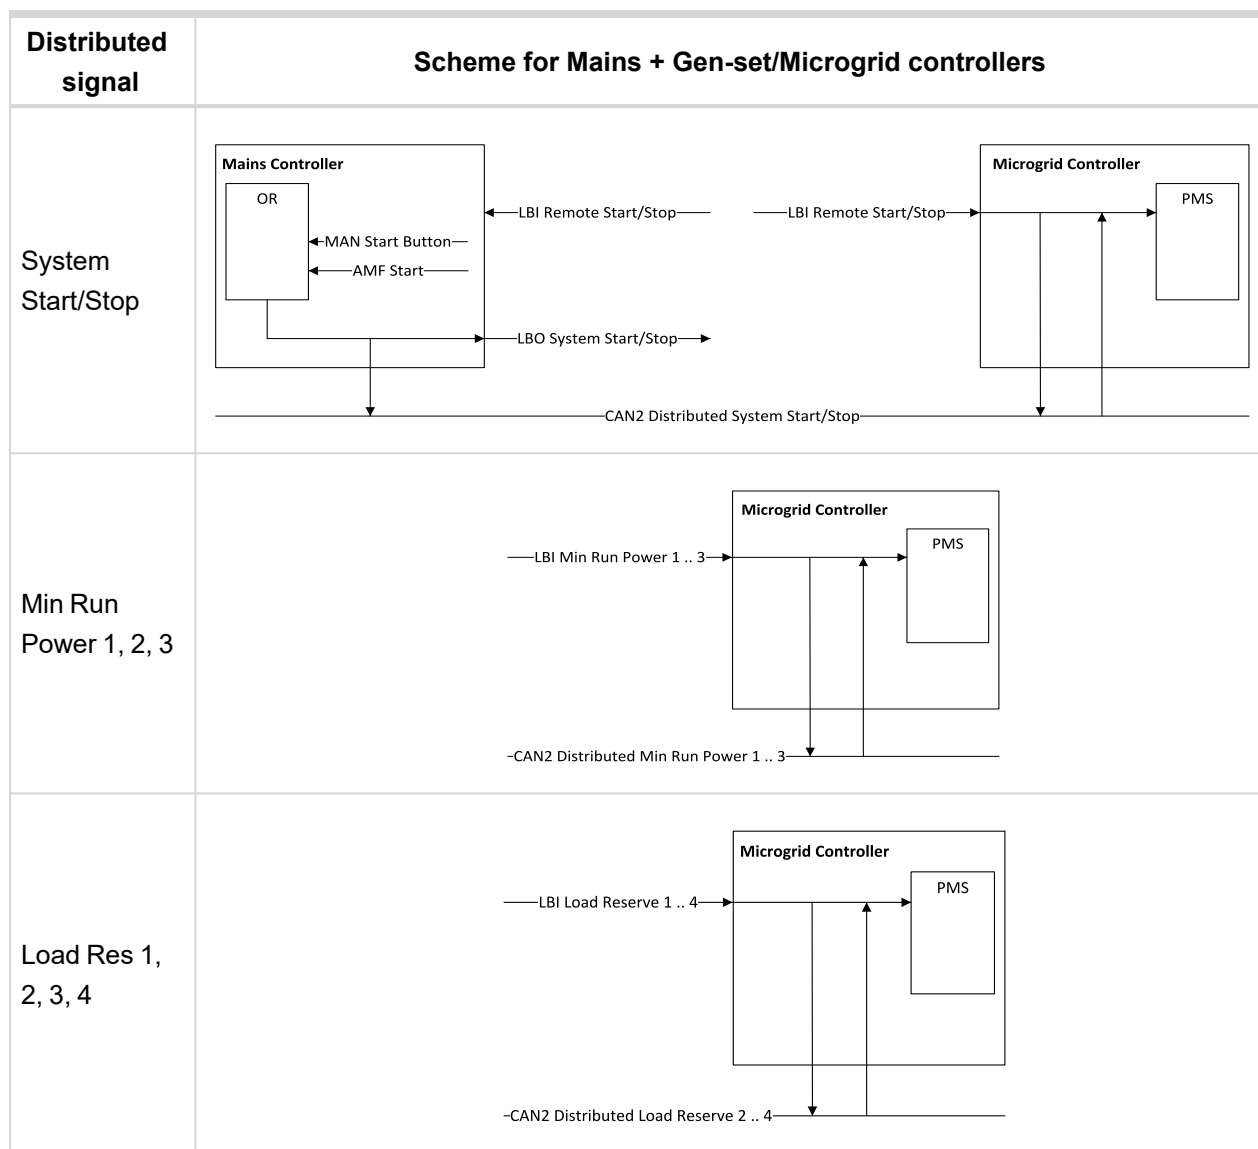 Distributed
signal
Scheme for Mains + Gen-set/Microgrid controllers
System
Start/Stop
Mains Controller
OR
LBI Remote Start/Stop
MAN Start Button
AMF Start
LBO System Start/Stop
LBI Remote Start/Stop
Microgrid Controller
PMS
CAN2 Distributed System Start/Stop
Min Run
Power 1, 2, 3
Microgrid Controller
LBI Min Run Power 1 .. 3
PMS
CAN2 Distributed Min Run Power 1 .. 3
Load Res 1,
2, 3, 4
Microgrid Controller
LBI Load Reserve 1 .. 4
PMS
CAN2 Distributed Load Reserve 2 .. 4